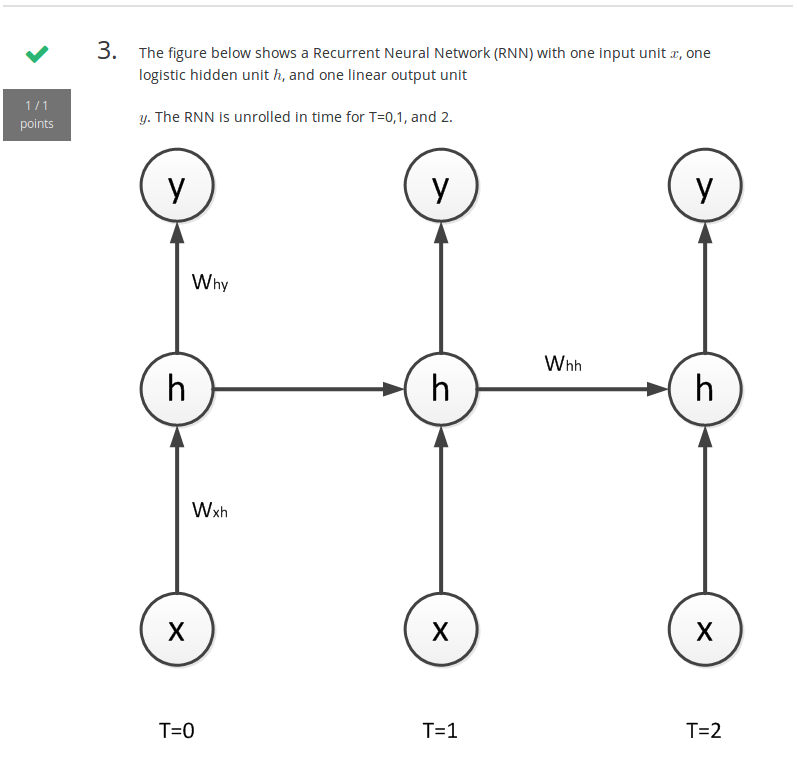 3. The figure below shows a Recurrent Neural Network (RNN) with one input unit x, one
logistic hidden unit h, and one linear output unit
1 / 1
points
y. The RNN is unrolled in time for T=0,1, and 2.
y y y
Why
Whh
h h h
Wxh
x x x
T=0 T=1 T=2